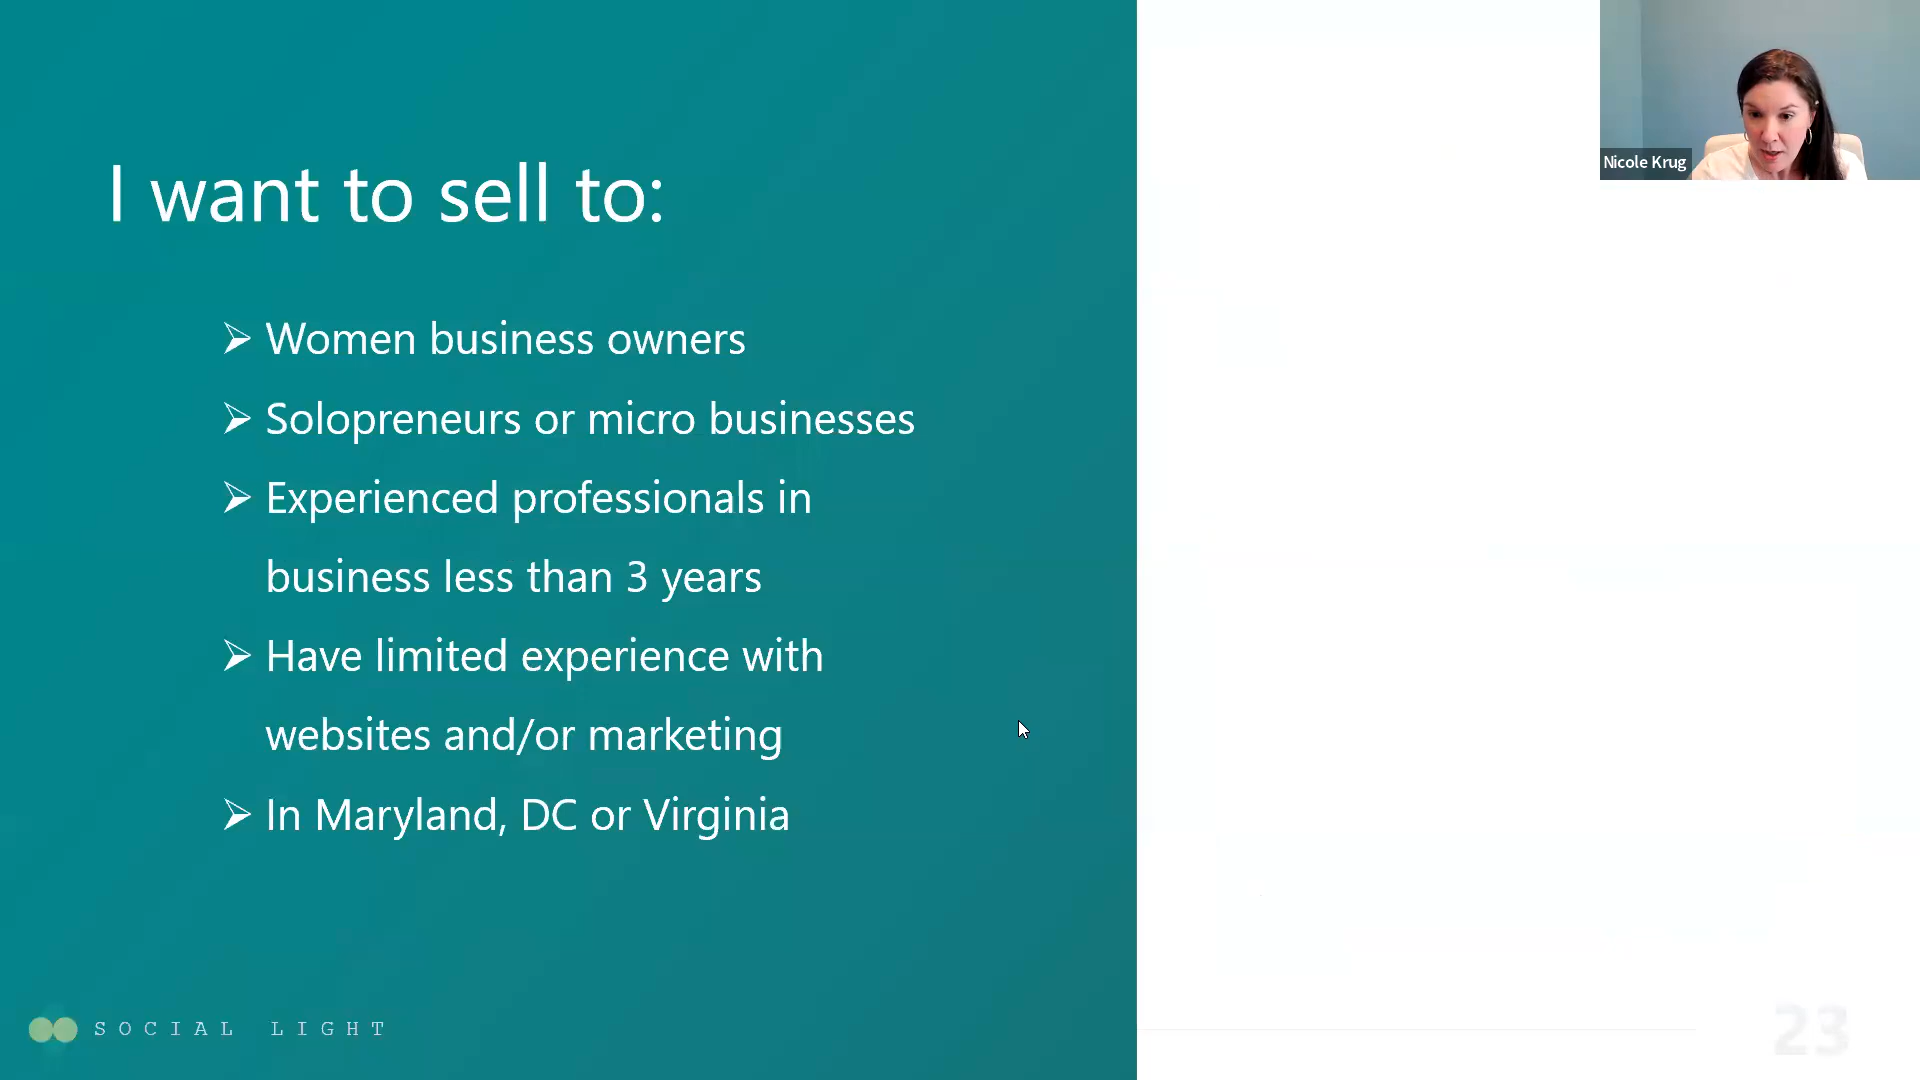 I want to sell to:
➢ Women business owners
➢ Solopreneurs or micro businesses
➢ Experienced professionals in
business less than 3 years
➢ Have limited experience with
websites and/or marketing
➢ In Maryland, DC or Virginia
SOCIAL LIGHT
Nicole Krug
23